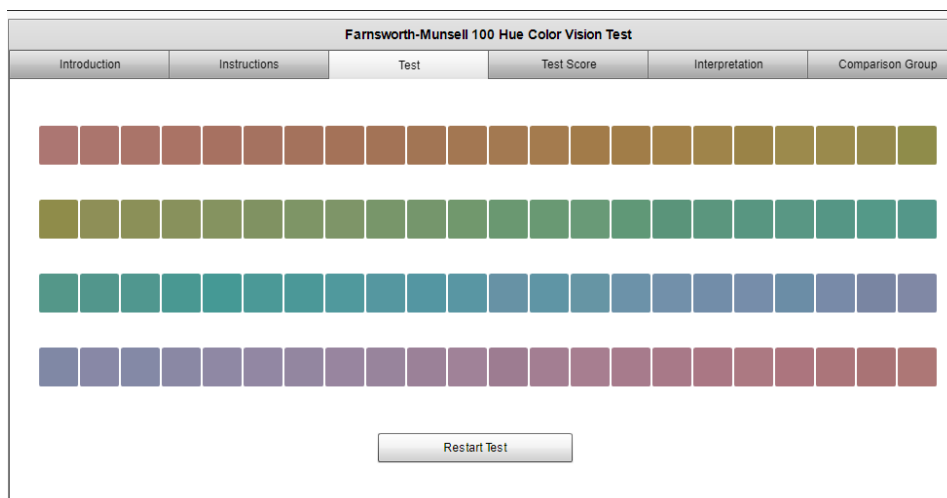 Farnsworth-Munsell 100 Hue Color Vision Test
Introduction Instructions Test Test Score Interpretation Comparison Group
Restart Test